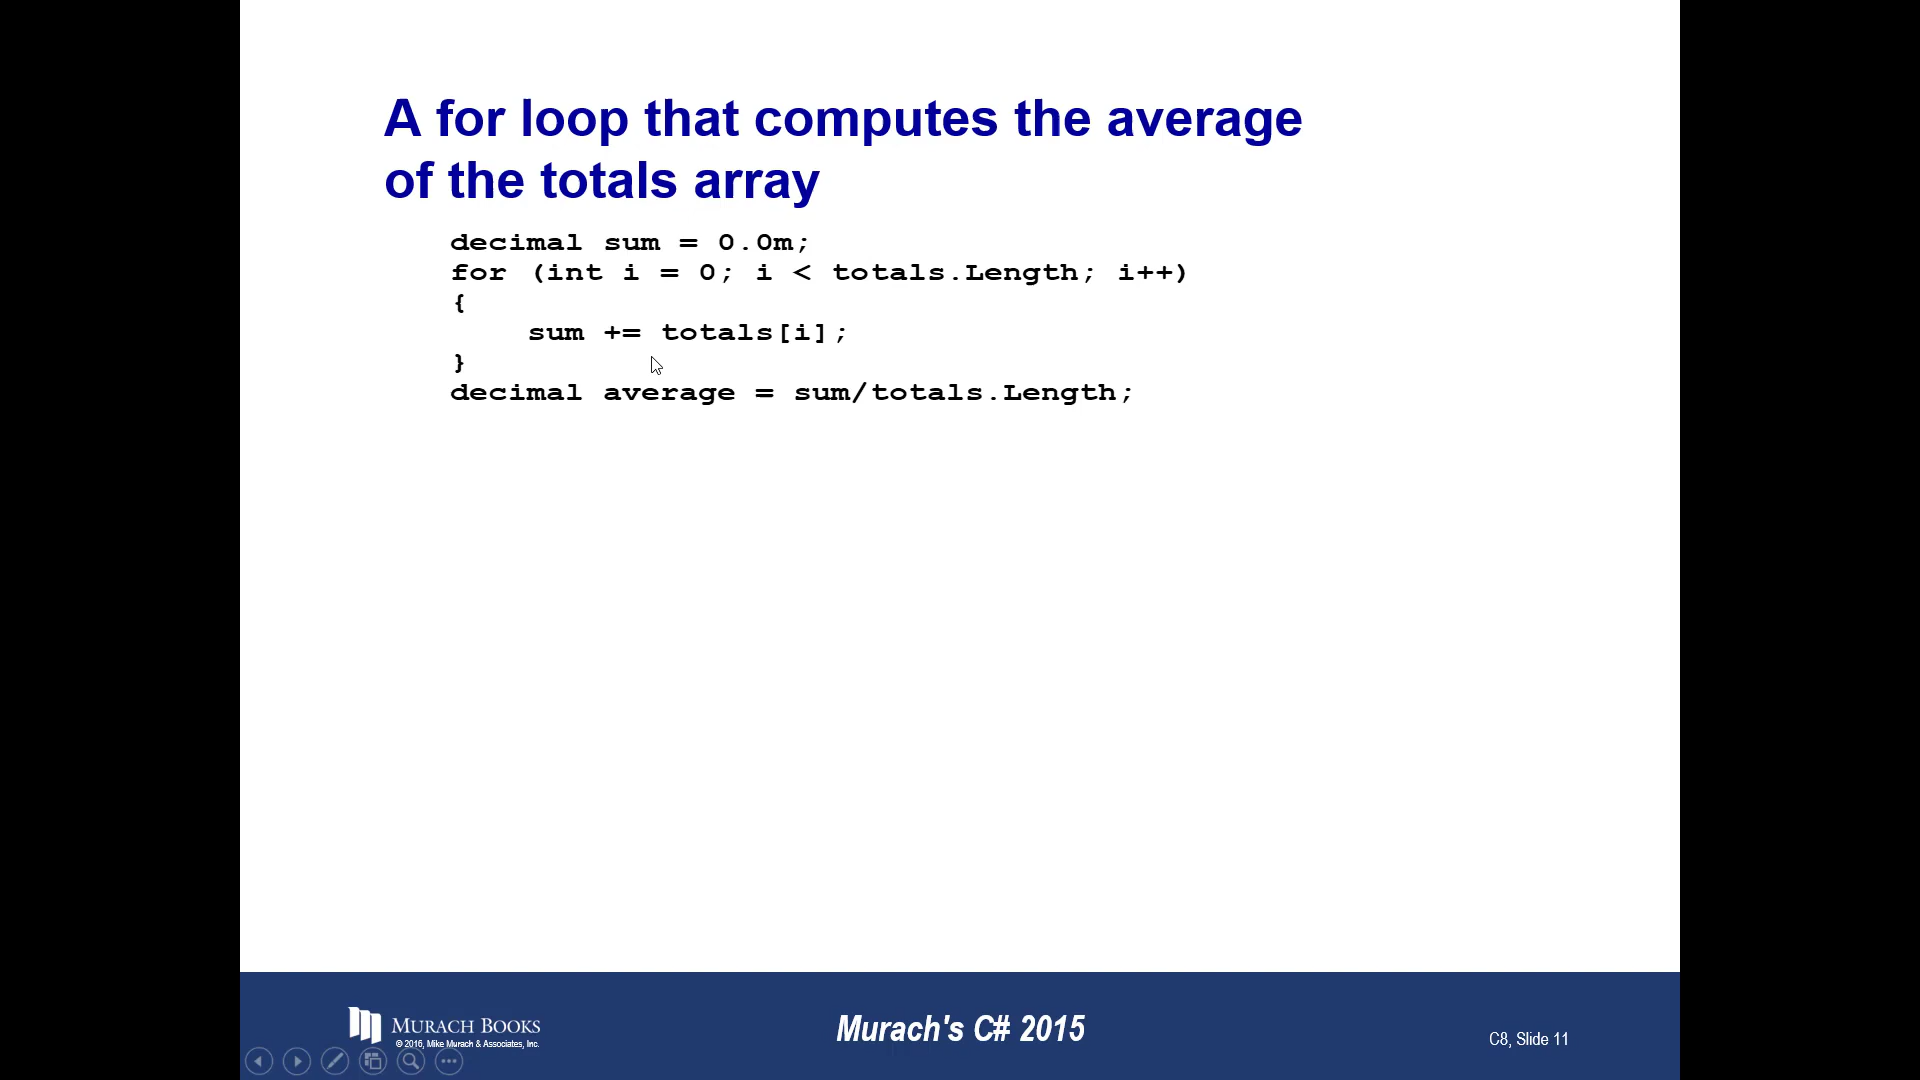 A for loop that computes the average
of the totals array
decimal sum = 0.0m;
for (int i = 0; i < totals.Length; i++)
{
    sum += totals[i];
}
decimal average = sum/totals.Length;
MURACH BOOKS
© 2016, Mike Murach & Associates, Inc.
Murach's C# 2015
C8, Slide 11